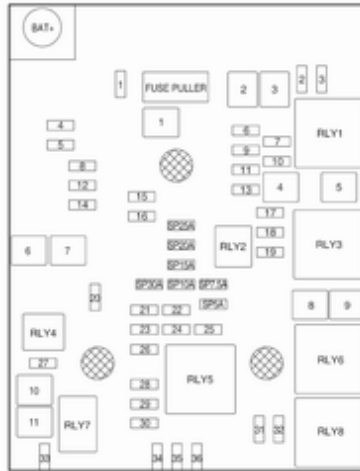 BAT+
1
FUSE PULLER
2
3
2
3
1
RLY1
4
5
6
7
8
9
10
11
12
13
14
4
5
15
16
17
SP25A
RLY2
RLY3
18
SP20A
19
SP15A
6
7
SP30A
SP10A
SP7.5A
20
SP5A
8
9
21
22
RLY4
23
24
25
RLY6
26
27
RLY5
10
28
11
RLY7
29
30
31
32
RLY8
33
34
35
36